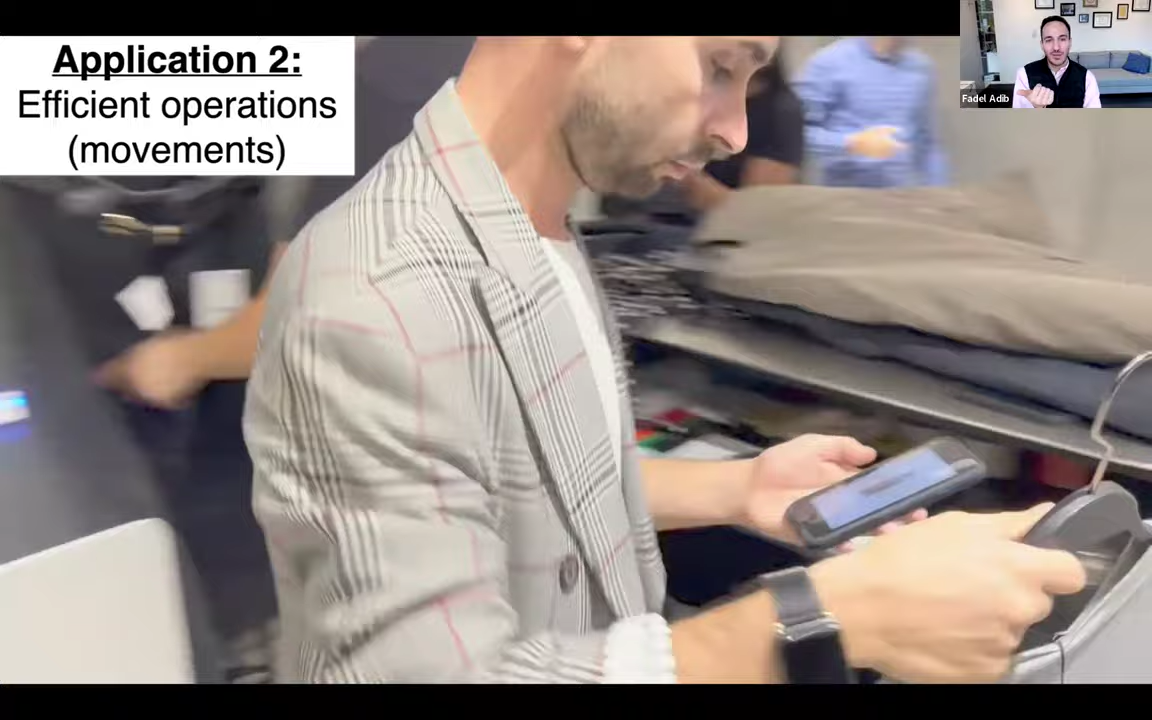 Application 2:
Efficient operations
(movements)
Fadel Adib